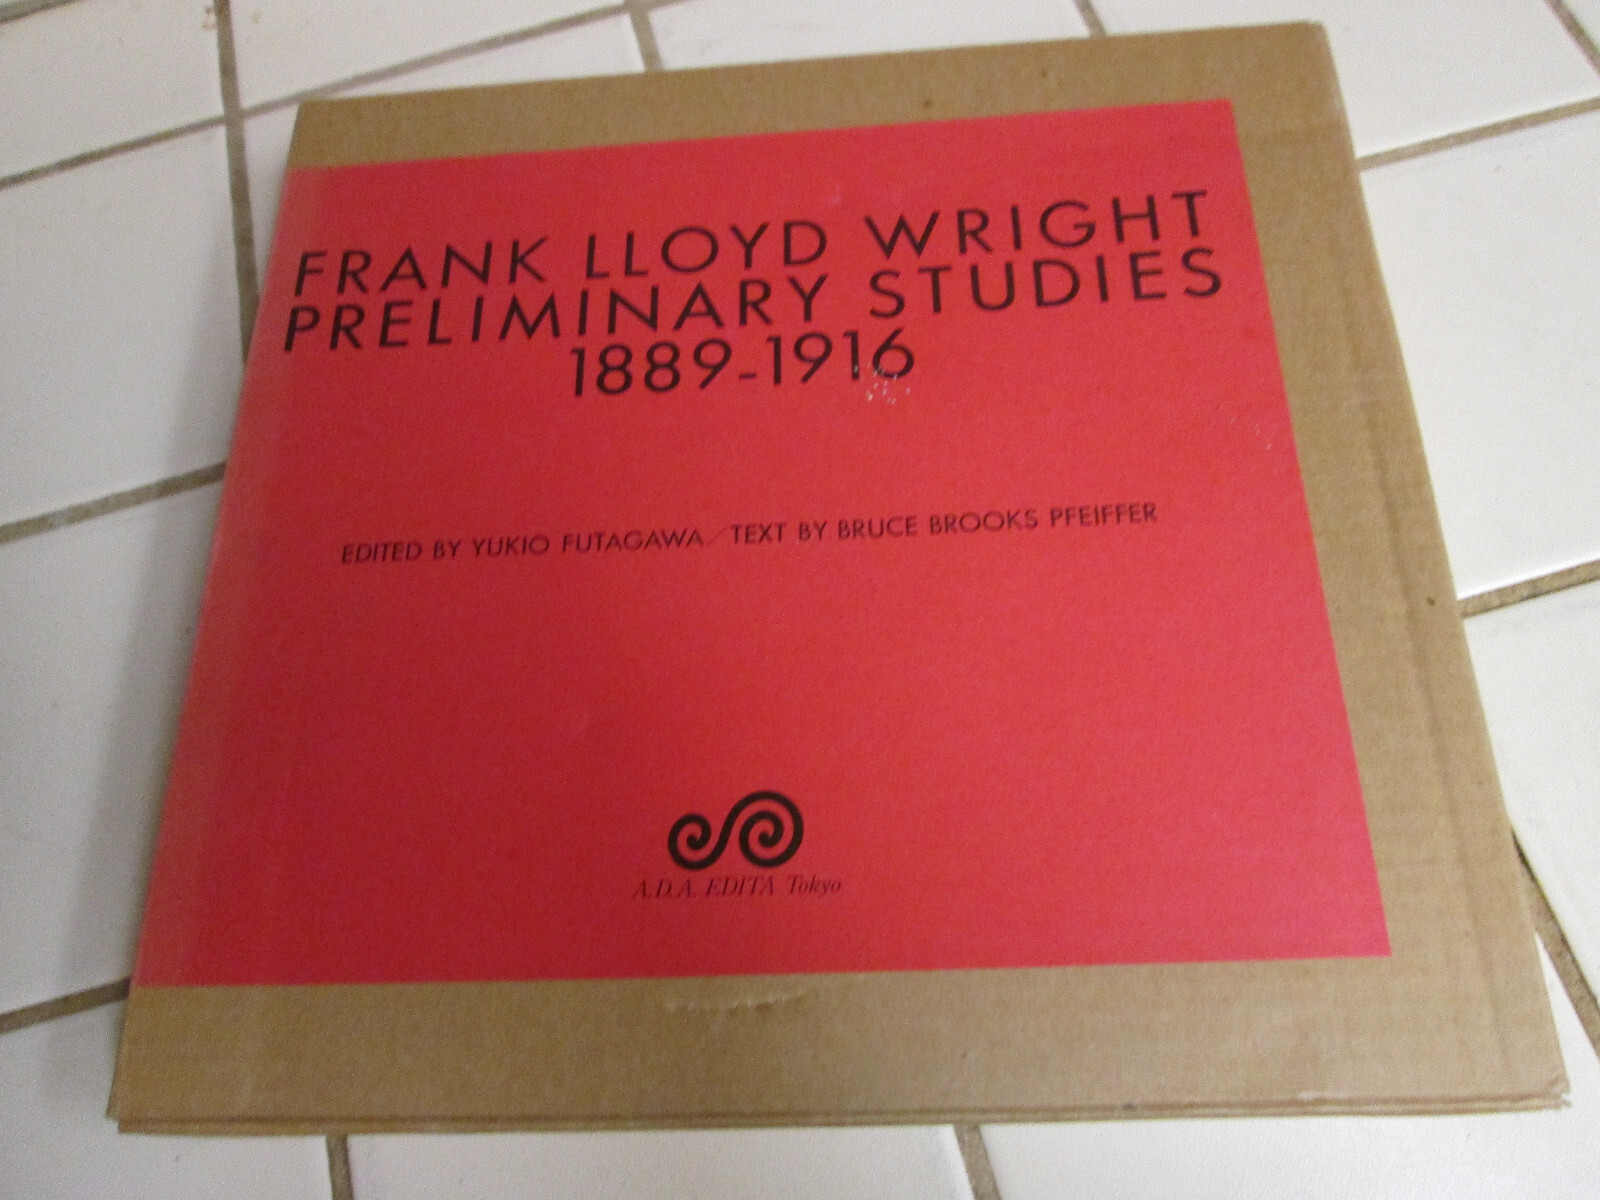 FRANK LLOYD WRIGHT
PRELIMINARY STUDIES
1889-1916
EDITED BY YUKIO FUTAGAWA/TEXT BY BRUCE BROOKS PFEIFFER
A.D.A. EDITA Tokyo